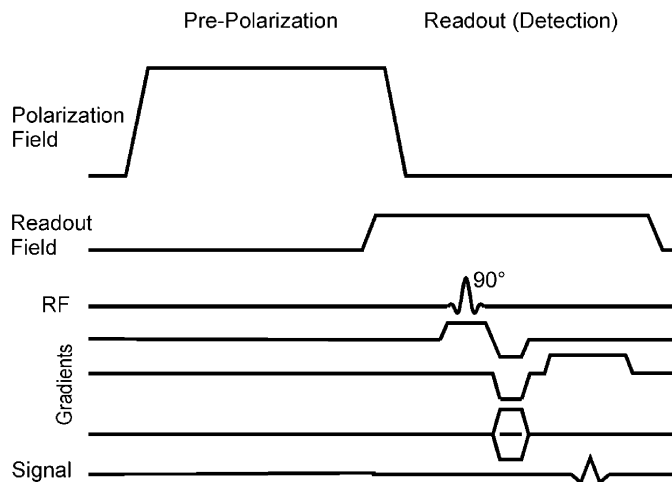 Pre-Polarization
Readout (Detection)
Polarization
Field
Readout
Field
RF
90°
Gradients
Signal